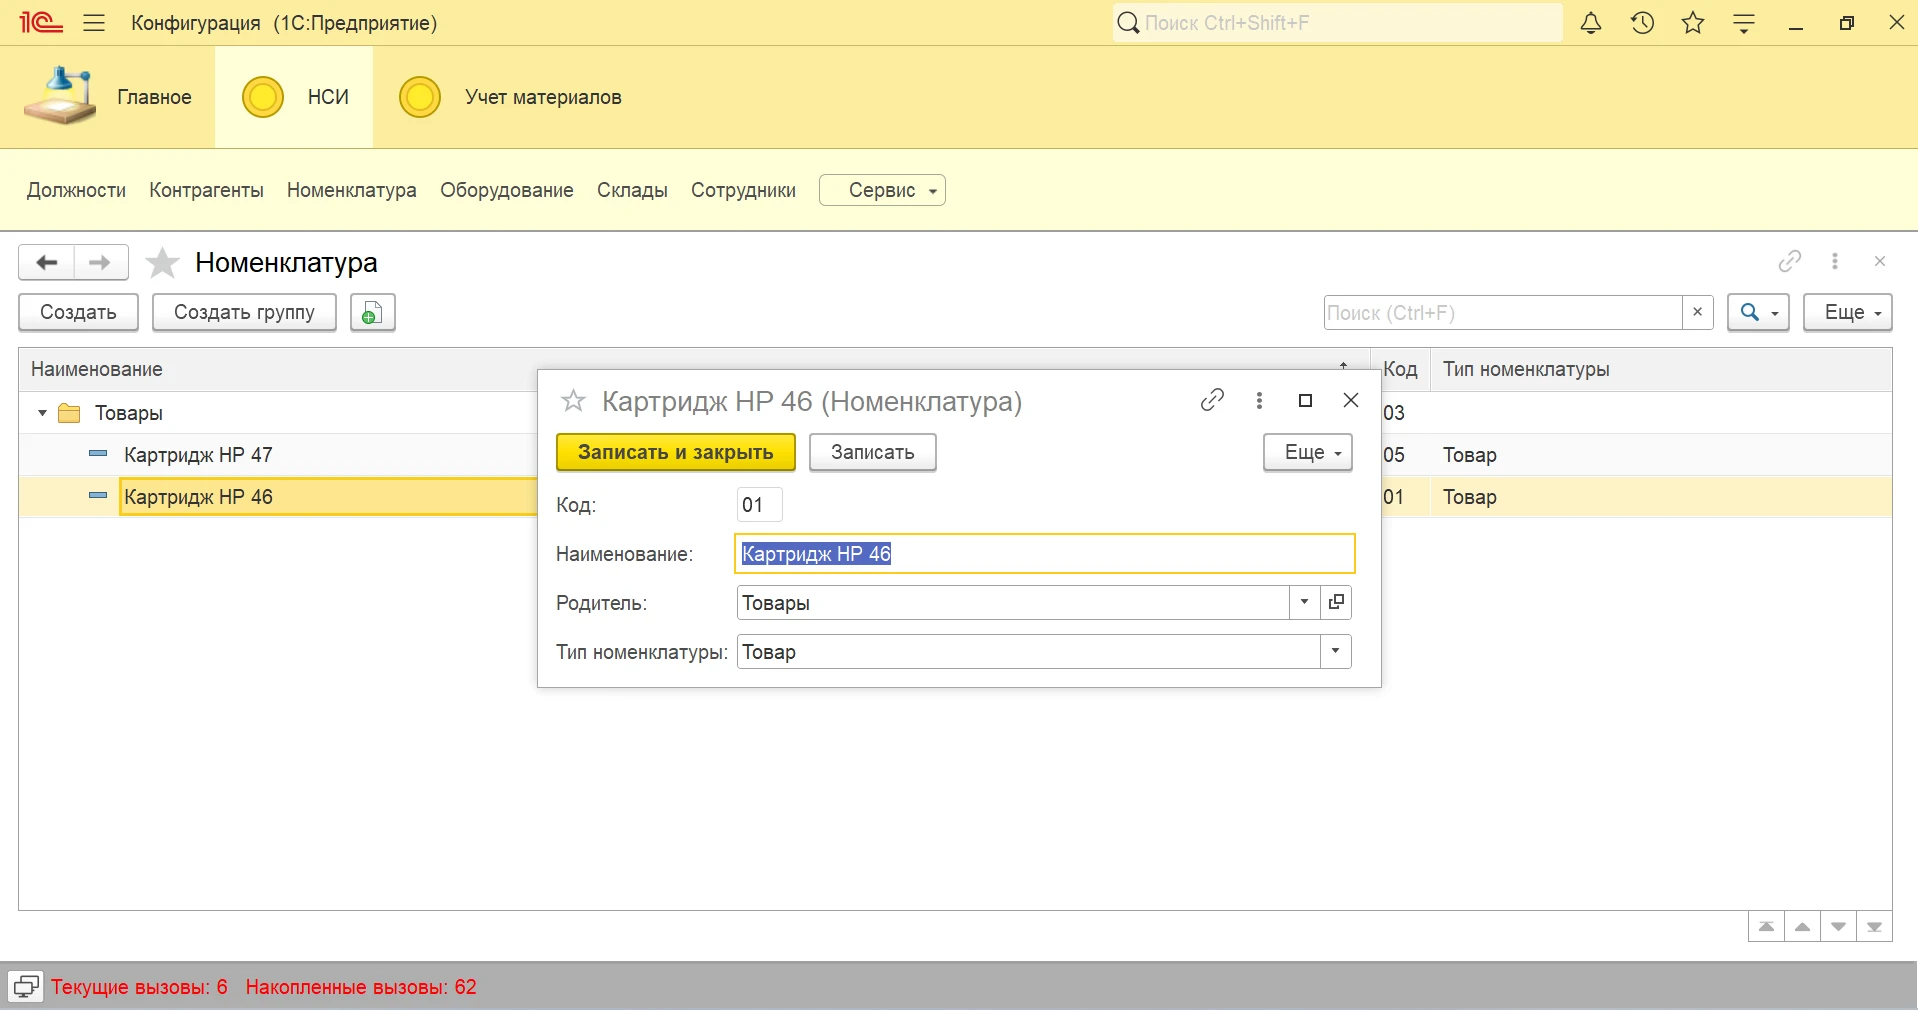 1С Конфигурация (1С:Предприятие) Поиск Ctrl+Shift+F
Главное НСИ Учет материалов
Должности Контрагенты Номенклатура Оборудование Склады Сотрудники Сервис
Номенклатура
Создать Создать группу Поиск (Ctrl+F) × Еще
Наименование Код Тип номенклатуры
Товары 03
Картридж HP 47 05 Товар
Картридж HP 46 01 Товар
Картридж HP 46 (Номенклатура)
Записать и закрыть Записать Еще
Код: 01
Наименование: Картридж HP 46
Родитель: Товары
Тип номенклатуры: Товар
Текущие вызовы: 6 Накопленные вызовы: 62